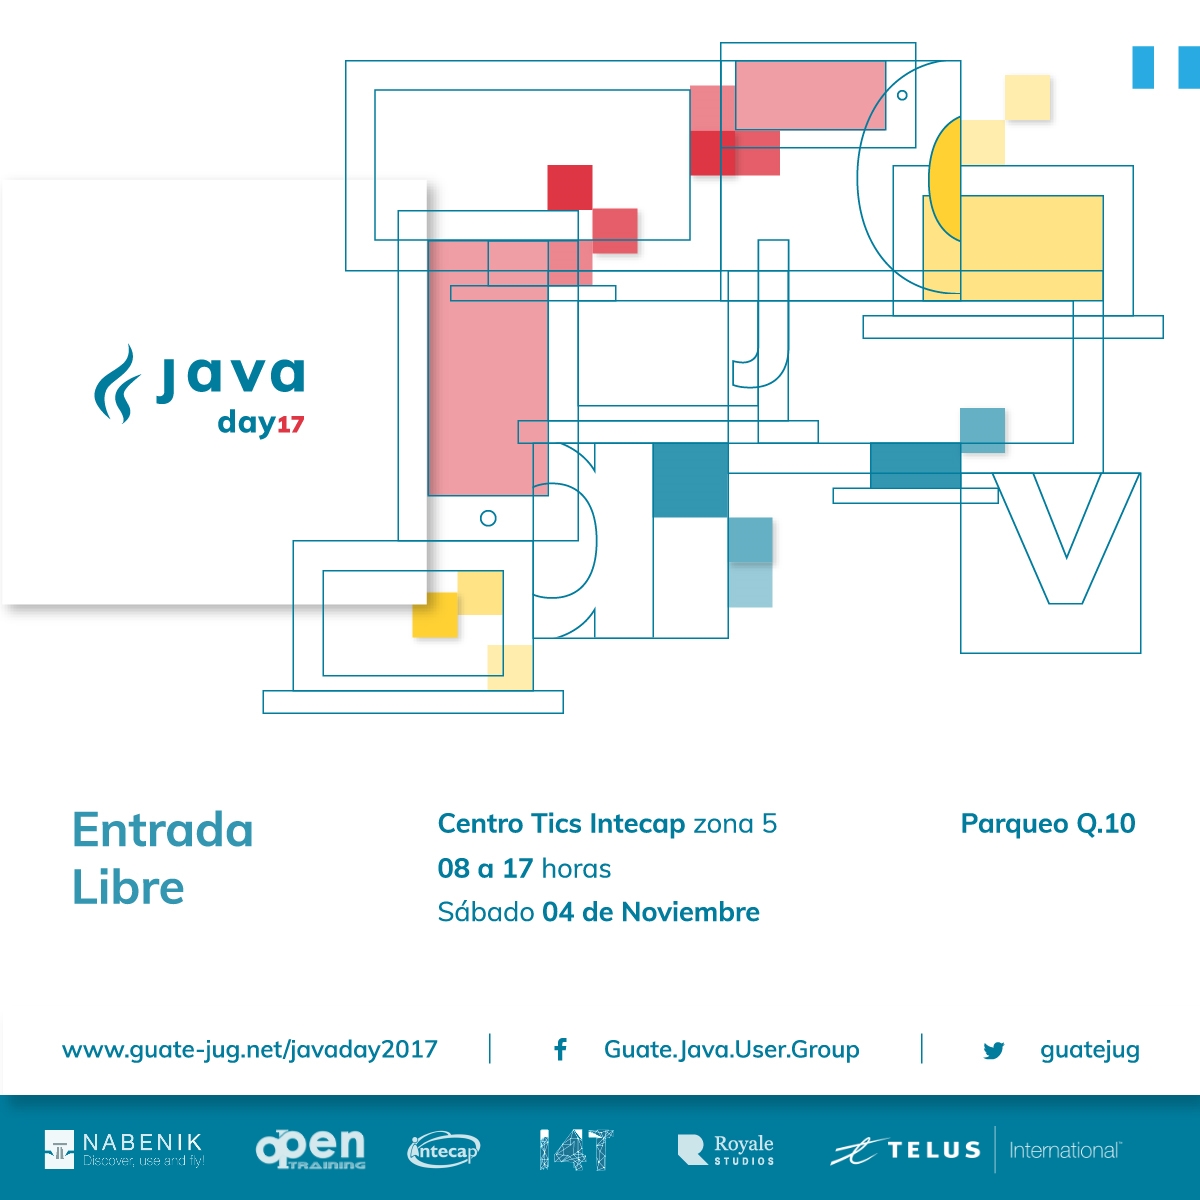 Java
day17
J
V
Entrada
Libre
Centro Tics Intecap zona 5
08 a 17 horas
Sábado 04 de Noviembre
Parqueo Q.10
www.guate-jug.net/javaday2017
Guate.Java.User.Group
guatejug
NABENIK
Discover, use and fly!
open
TRAINING
intecap
I4T
Royale
STUDIOS
TELUS International™